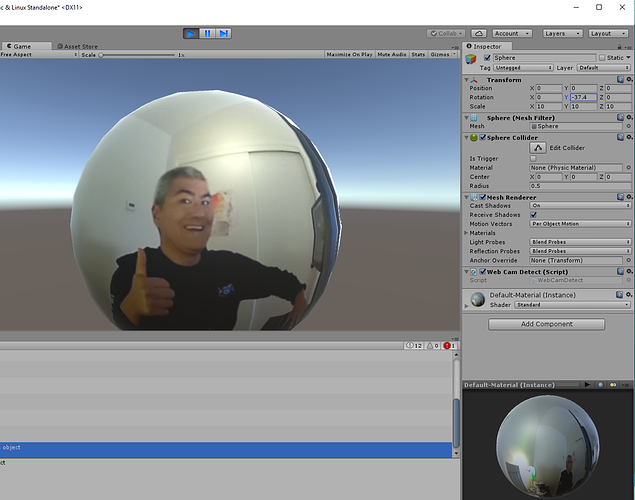 c & Linux Standalone* <DX11>
Collab
Account
Layers
Layout
Game
Asset Store
Free Aspect
Scale
1x
Maximize On Play
Mute Audio
Stats
Gizmos
Inspector
Sphere
Static
Tag
Untagged
Layer
Default
Transform
Position
X 0
Y 0
Z 0
Rotation
X 0
Y -37.4
Z 0
Scale
X 10
Y 10
Z 10
Sphere (Mesh Filter)
Mesh
Sphere
Sphere Collider
Edit Collider
Is Trigger
Material
None (Physic Material)
Center
X 0
Y 0
Z 0
Radius
0.5
Mesh Renderer
Cast Shadows
On
Receive Shadows
Motion Vectors
Per Object Motion
Materials
Light Probes
Blend Probes
Reflection Probes
Blend Probes
Anchor Override
None (Transform)
Web Cam Detect (Script)
Script
WebCamDetect
Default-Material (Instance)
Shader
Standard
Add Component
12
0
1
object
ct
Default-Material (Instance)